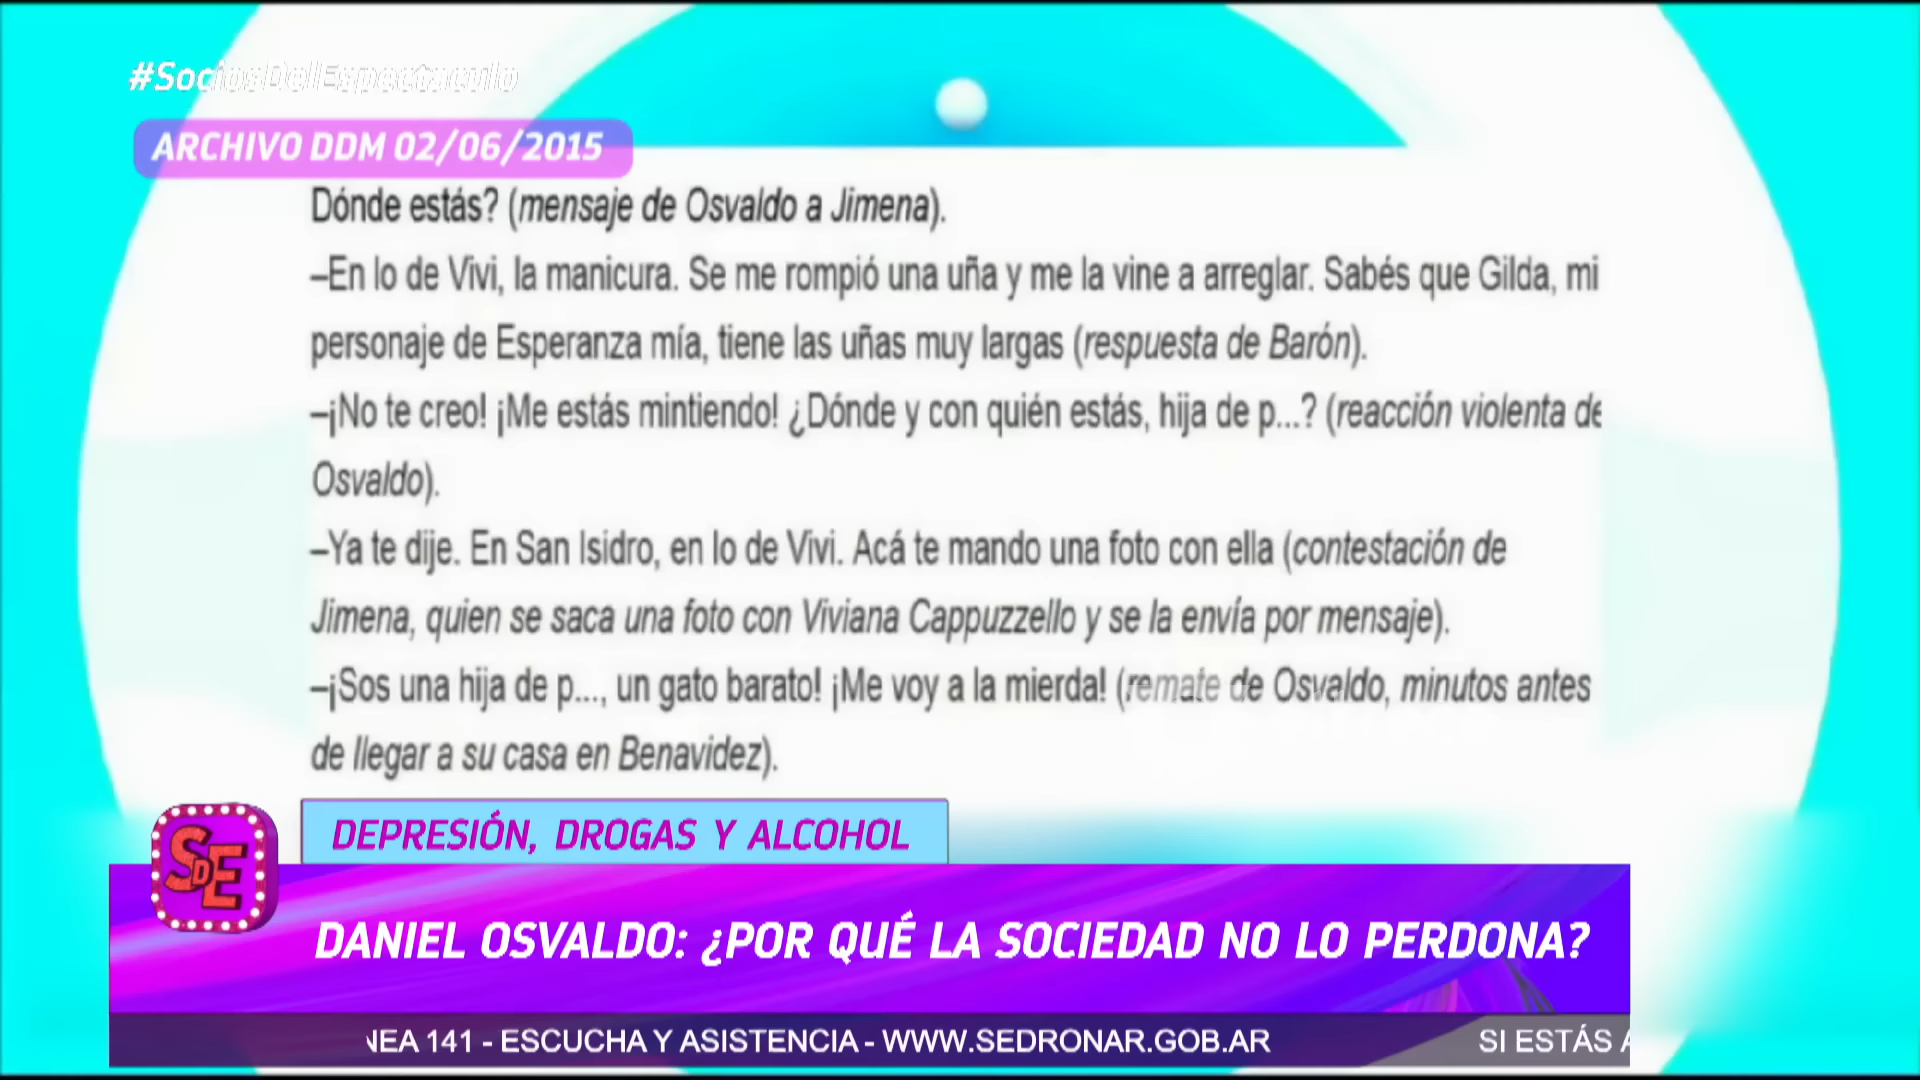 #SociosDelEspectaculo
ARCHIVO DDM 02/06/2015
Dónde estás? (mensaje de Osvaldo a Jimena).
–En lo de Vivi, la manicura. Se me rompió una uña y me la vine a arreglar. Sabés que Gilda, mi
personaje de Esperanza mía, tiene las uñas muy largas (respuesta de Barón).
–¡No te creo! ¡Me estás mintiendo! ¿Dónde y con quién estás, hija de p...? (reacción violenta de
Osvaldo).
–Ya te dije. En San Isidro, en lo de Vivi. Acá te mando una foto con ella (contestación de
Jimena, quien se saca una foto con Viviana Cappuzzello y se la envía por mensaje).
–¡Sos una hija de p..., un gato barato! ¡Me voy a la mierda! (remate de Osvaldo, minutos antes
de llegar a su casa en Benavidez).
SDE
DEPRESIÓN, DROGAS Y ALCOHOL
DANIEL OSVALDO: ¿POR QUÉ LA SOCIEDAD NO LO PERDONA?
NEA 141 - ESCUCHA Y ASISTENCIA - WWW.SEDRONAR.GOB.AR SI ESTÁS